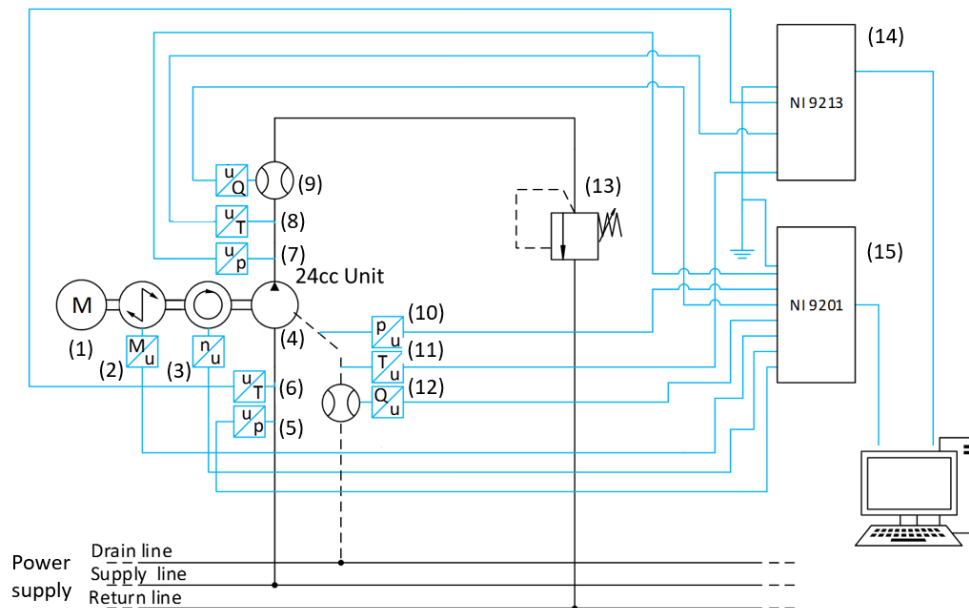 (14)
NI 9213
u
Q
(9)
u
T
(8)
u
p
(7)
(13)
24cc Unit
(15)
NI 9201
M
(1)
M
u
(2)
n
u
(3)
(4)
p
u
(10)
T
u
(11)
Q
u
(12)
u
T
(6)
u
p
(5)
Power
supply
Drain line
Supply line
Return line